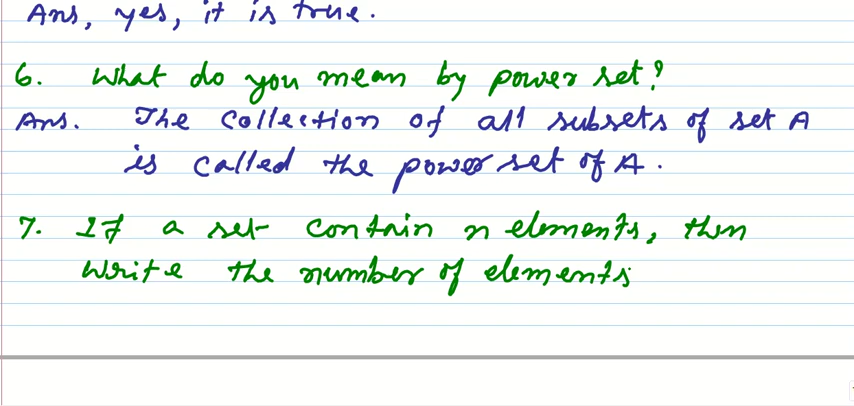 Ans, yes, it is true.
6. What do you mean by power set?
Ans. The collection of all subsets of set A
is called the power set of A.
7. If a set contain n elements, then
Write the number of elements